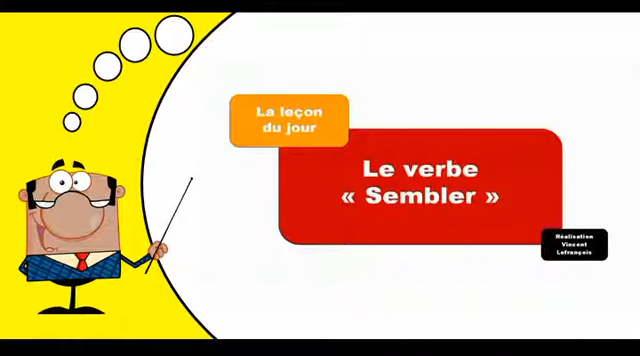 La leçon
du jour
Le verbe
« Sembler »
Réalisation
Vincent
Lefrançois